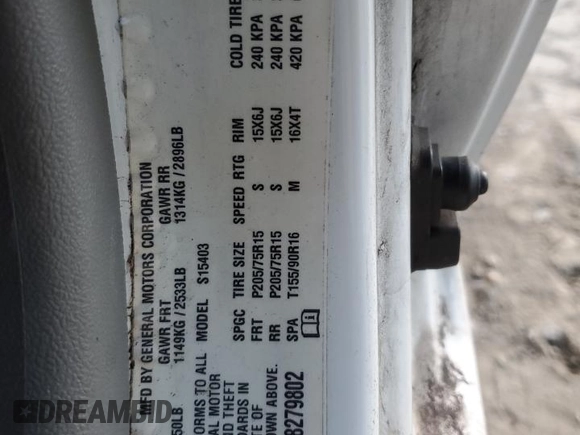 MFD BY GENERAL MOTORS CORPORATION
GAWR FRT GAWR RR
1149KG / 2533LB 1314KG / 2896LB
50LB MODEL S15403
SPGC TIRE SIZE SPEED RTG RIM COLD TIRE
FRT P205/75R15 S 15X6J 240 KPA
RR P205/75R15 S 15X6J 240 KPA
SPA T155/90R16 M 16X4T 420 KPA
ORMS TO ALL
AL MOTOR
ND THEFT
DARDS IN
TE OF
OWN ABOVE.
8279802
DREAMBID